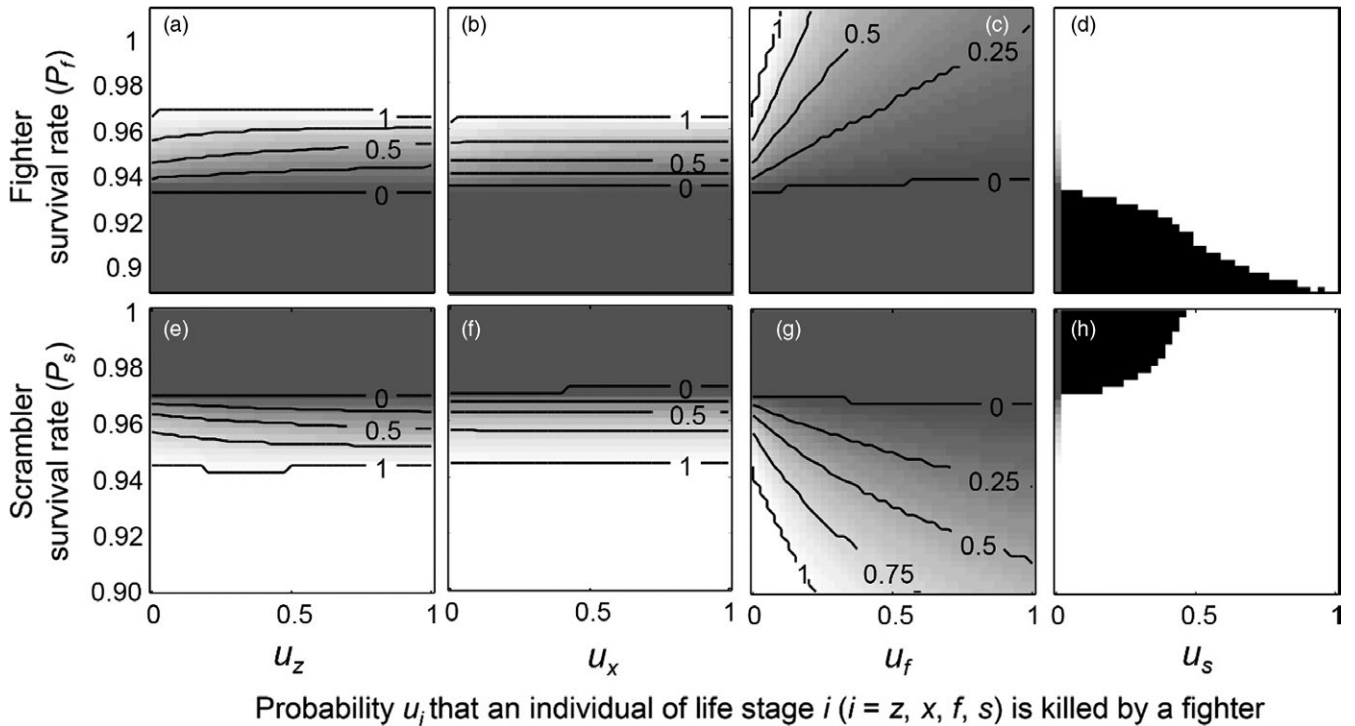 (a)
(b)
(c)
(d)
Fighter
survival rate (P_f)
1
0.98
0.96
0.94
0.92
0.9
1
0.5
0
1
0.5
0
1
0.5
0.25
0
(e)
(f)
(g)
(h)
Scrambler
survival rate (P_s)
1
0.98
0.96
0.94
0.92
0.90
0
0.5
1
0
0.5
1
0
0.25
0.5
0.75
1
0 0.5 1
0 0.5 1
0 0.5 1
0 0.5 1
u_z
u_x
u_f
u_s
Probability u_i that an individual of life stage i (i = z, x, f, s) is killed by a fighter